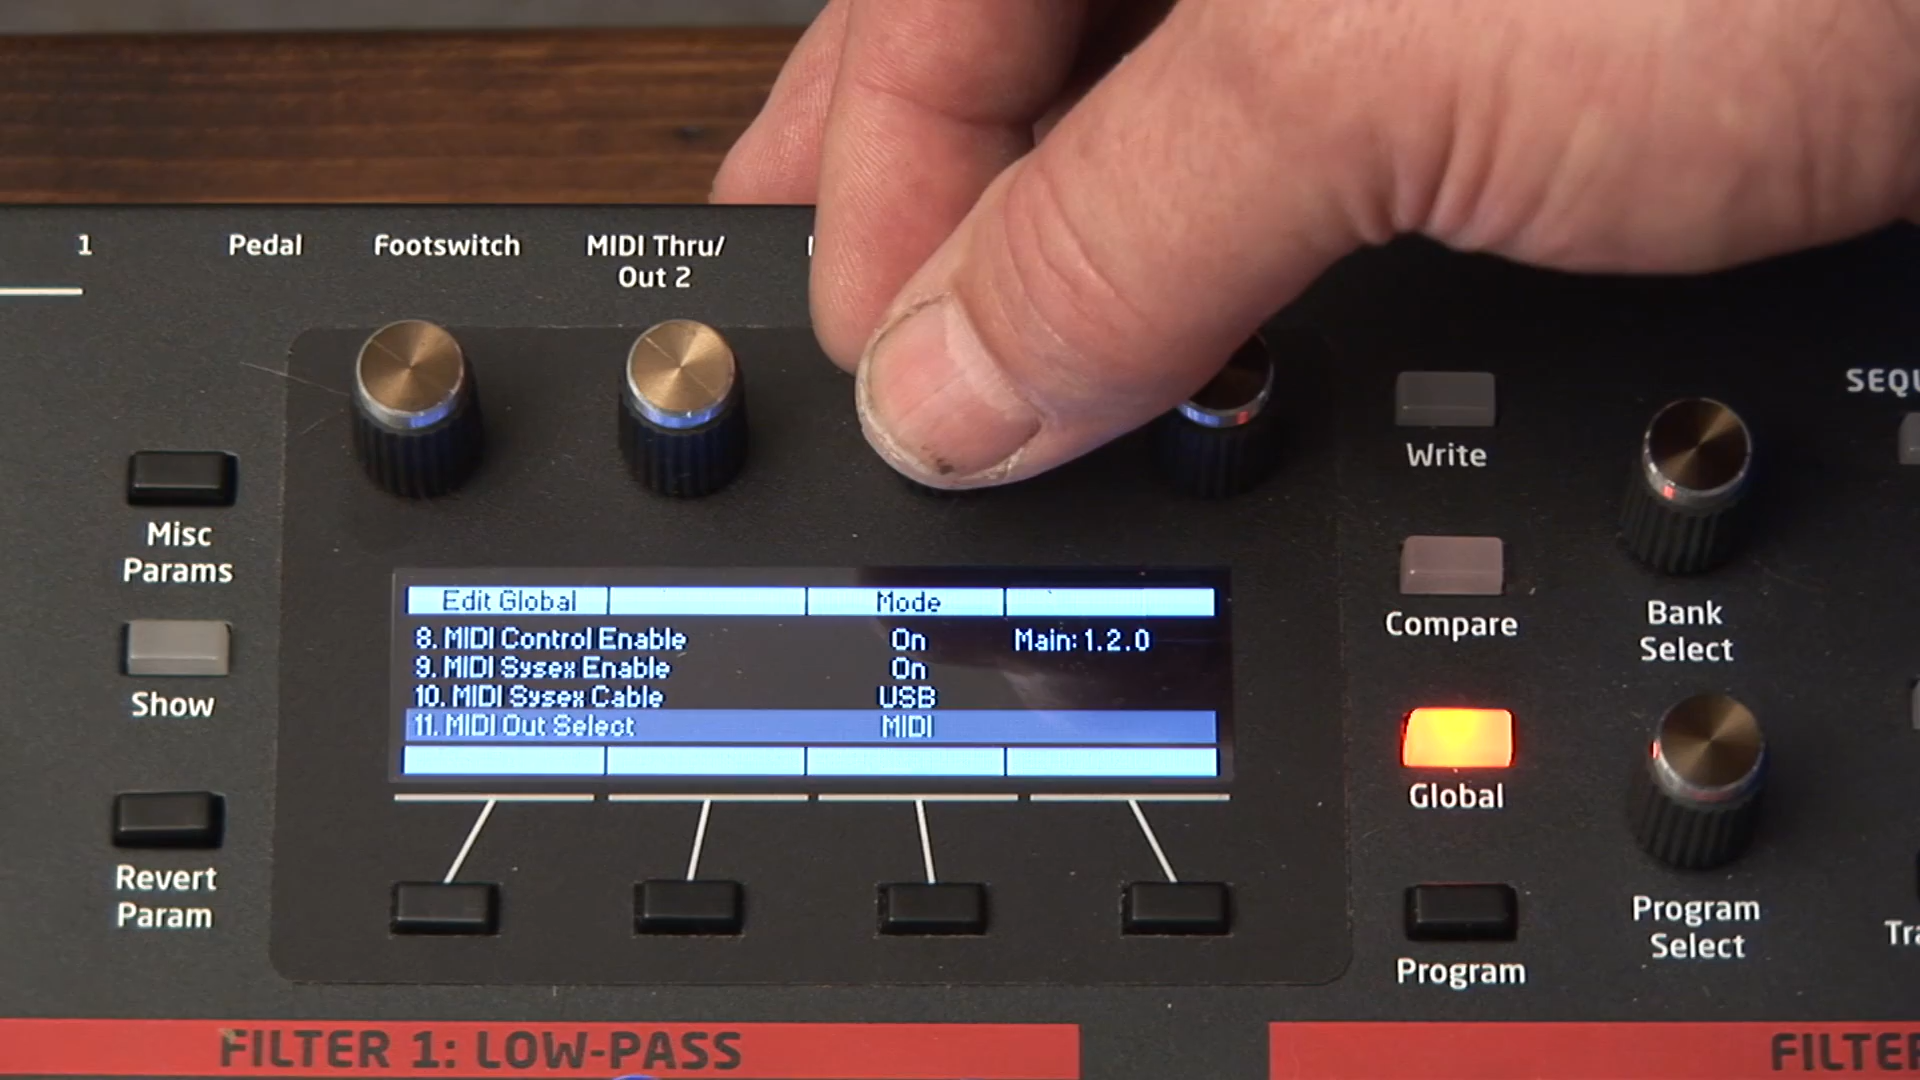 1
Pedal
Footswitch
MIDI Thru/
Out 2
Write
Misc
Params
Compare
Bank
Select
Show
Edit Global Mode
8. MIDI Control Enable On Main: 1.2.0
9. MIDI Sysex Enable On
10. MIDI Sysex Cable USB
11. MIDI Out Select MIDI
Global
Revert
Param
Program
Select
Program
FILTER 1: LOW-PASS